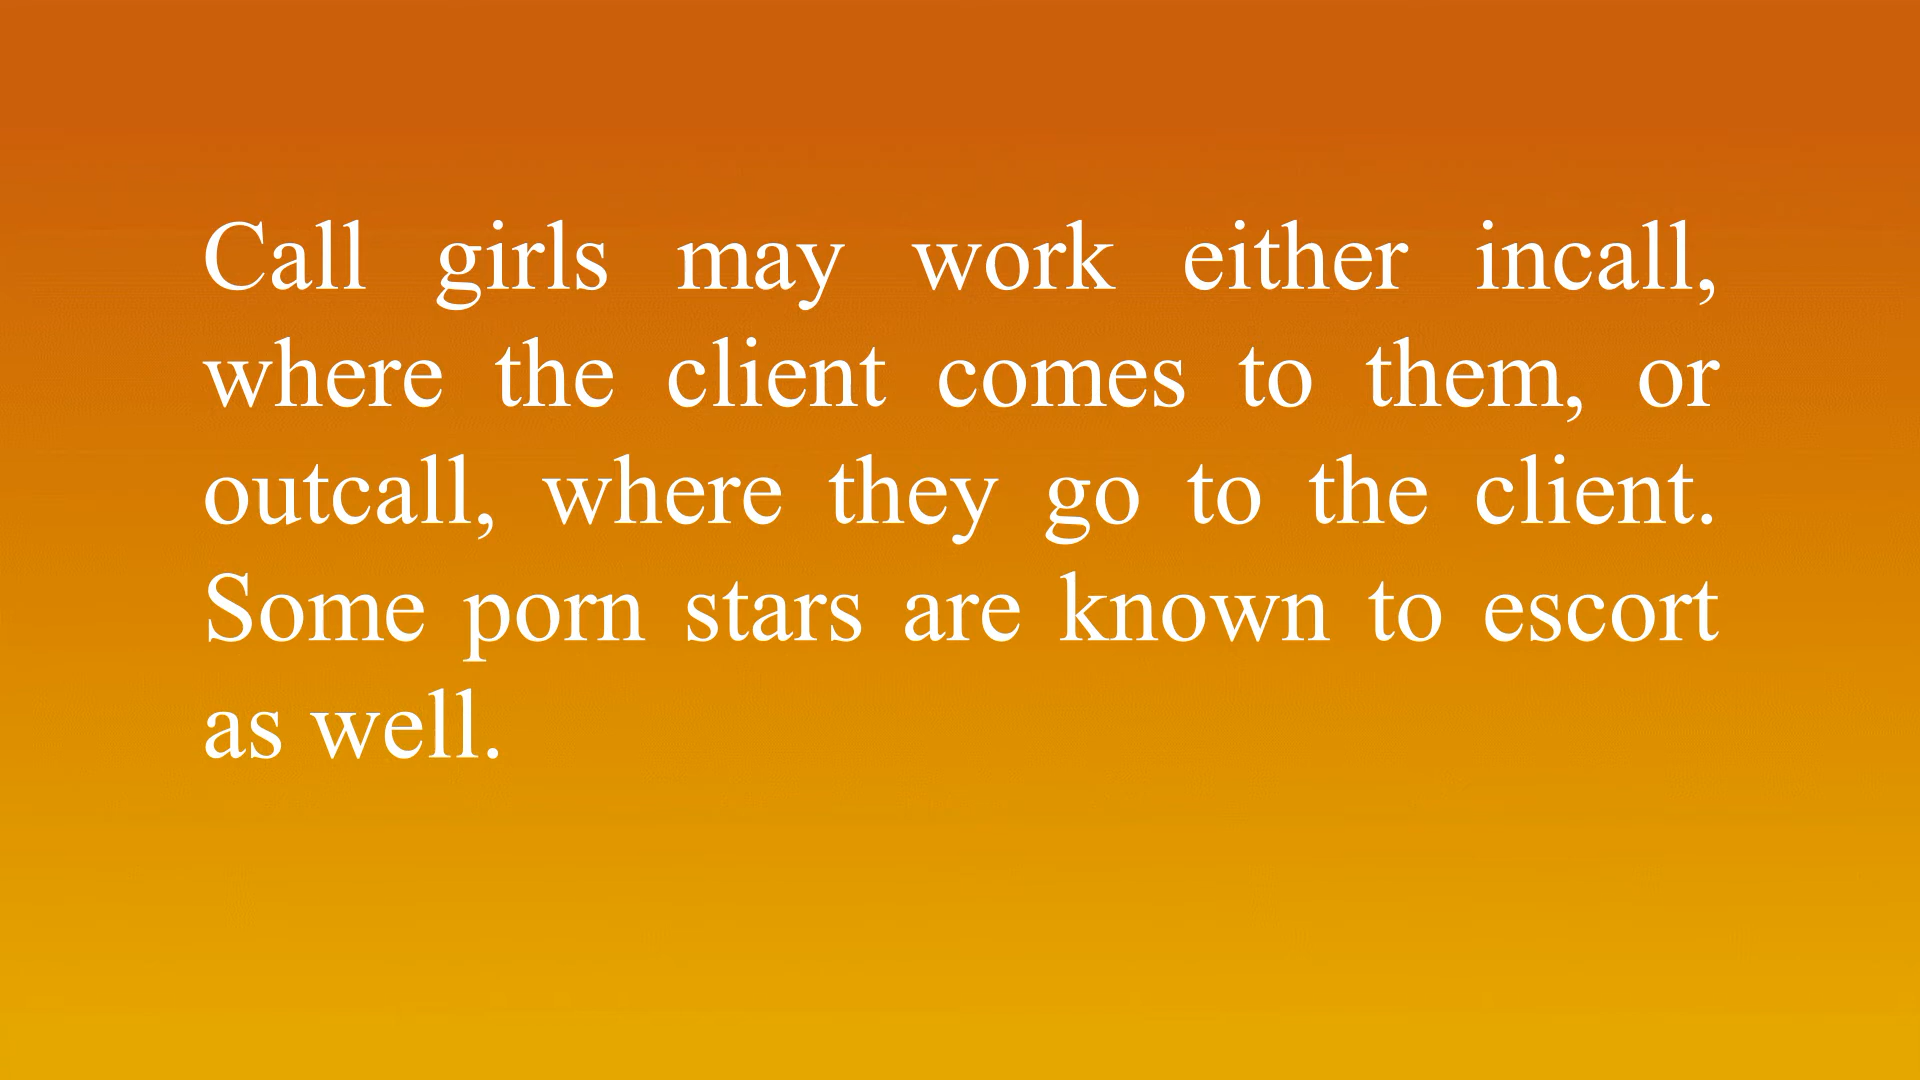 Call girls may work either incall,
where the client comes to them, or
outcall, where they go to the client.
Some porn stars are known to escort
as well.